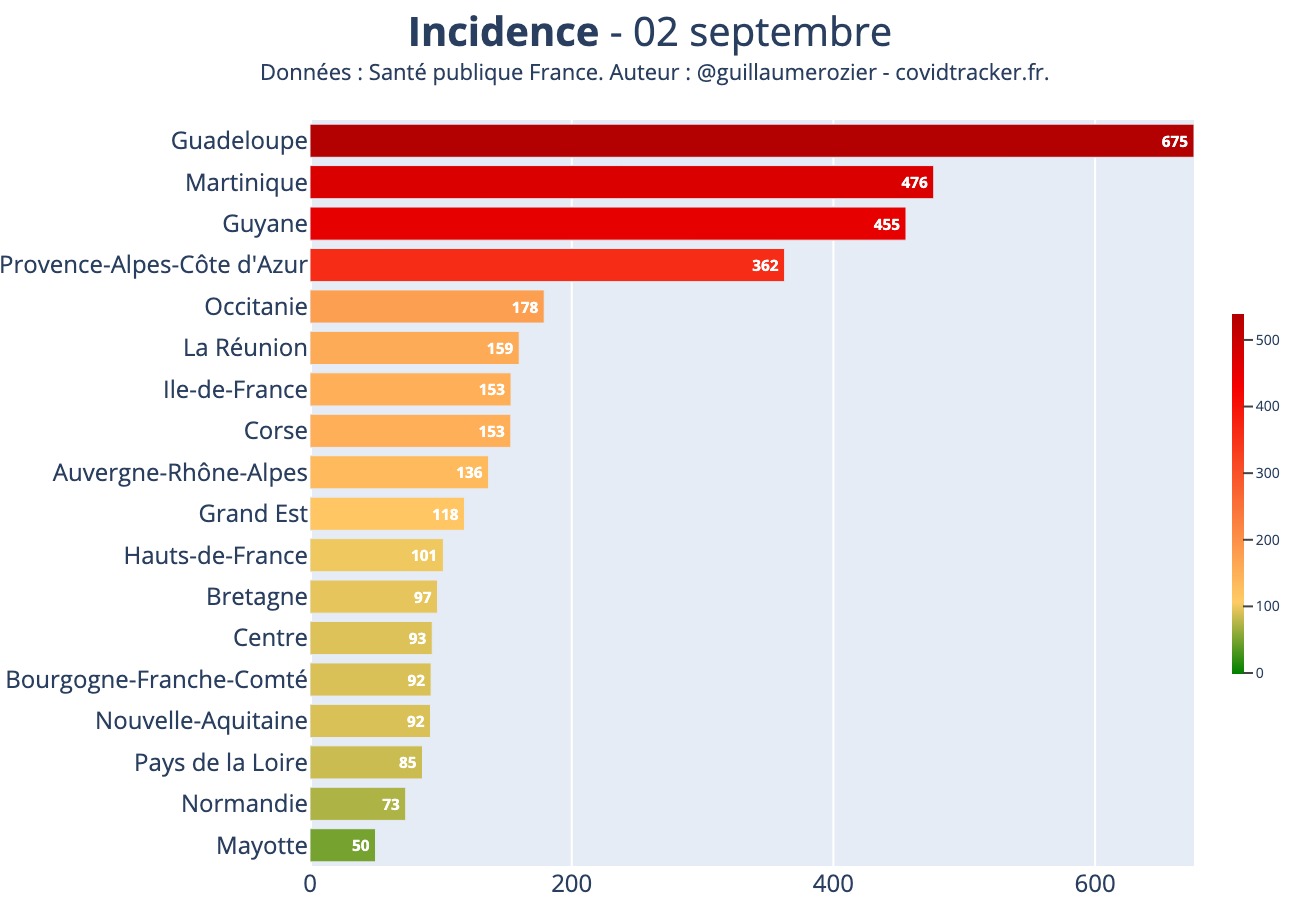 Incidence - 02 septembre
Données : Santé publique France. Auteur : @guillaumerozier - covidtracker.fr.
Guadeloupe 675
Martinique 476
Guyane 455
Provence-Alpes-Côte d'Azur 362
Occitanie 178
La Réunion 159
Ile-de-France 153
Corse 153
Auvergne-Rhône-Alpes 136
Grand Est 118
Hauts-de-France 101
Bretagne 97
Centre 93
Bourgogne-Franche-Comté 92
Nouvelle-Aquitaine 92
Pays de la Loire 85
Normandie 73
Mayotte 50
0 200 400 600
500
400
300
200
100
0